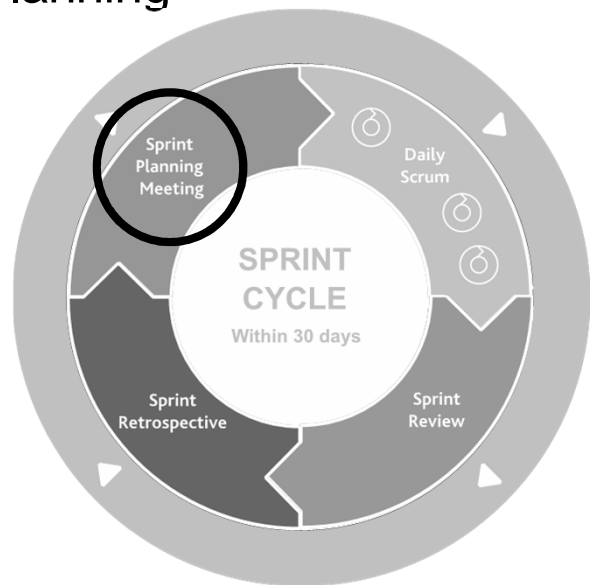 Sprint
Planning
Meeting
Daily
Scrum
SPRINT
CYCLE
Within 30 days
Sprint
Retrospective
Sprint
Review